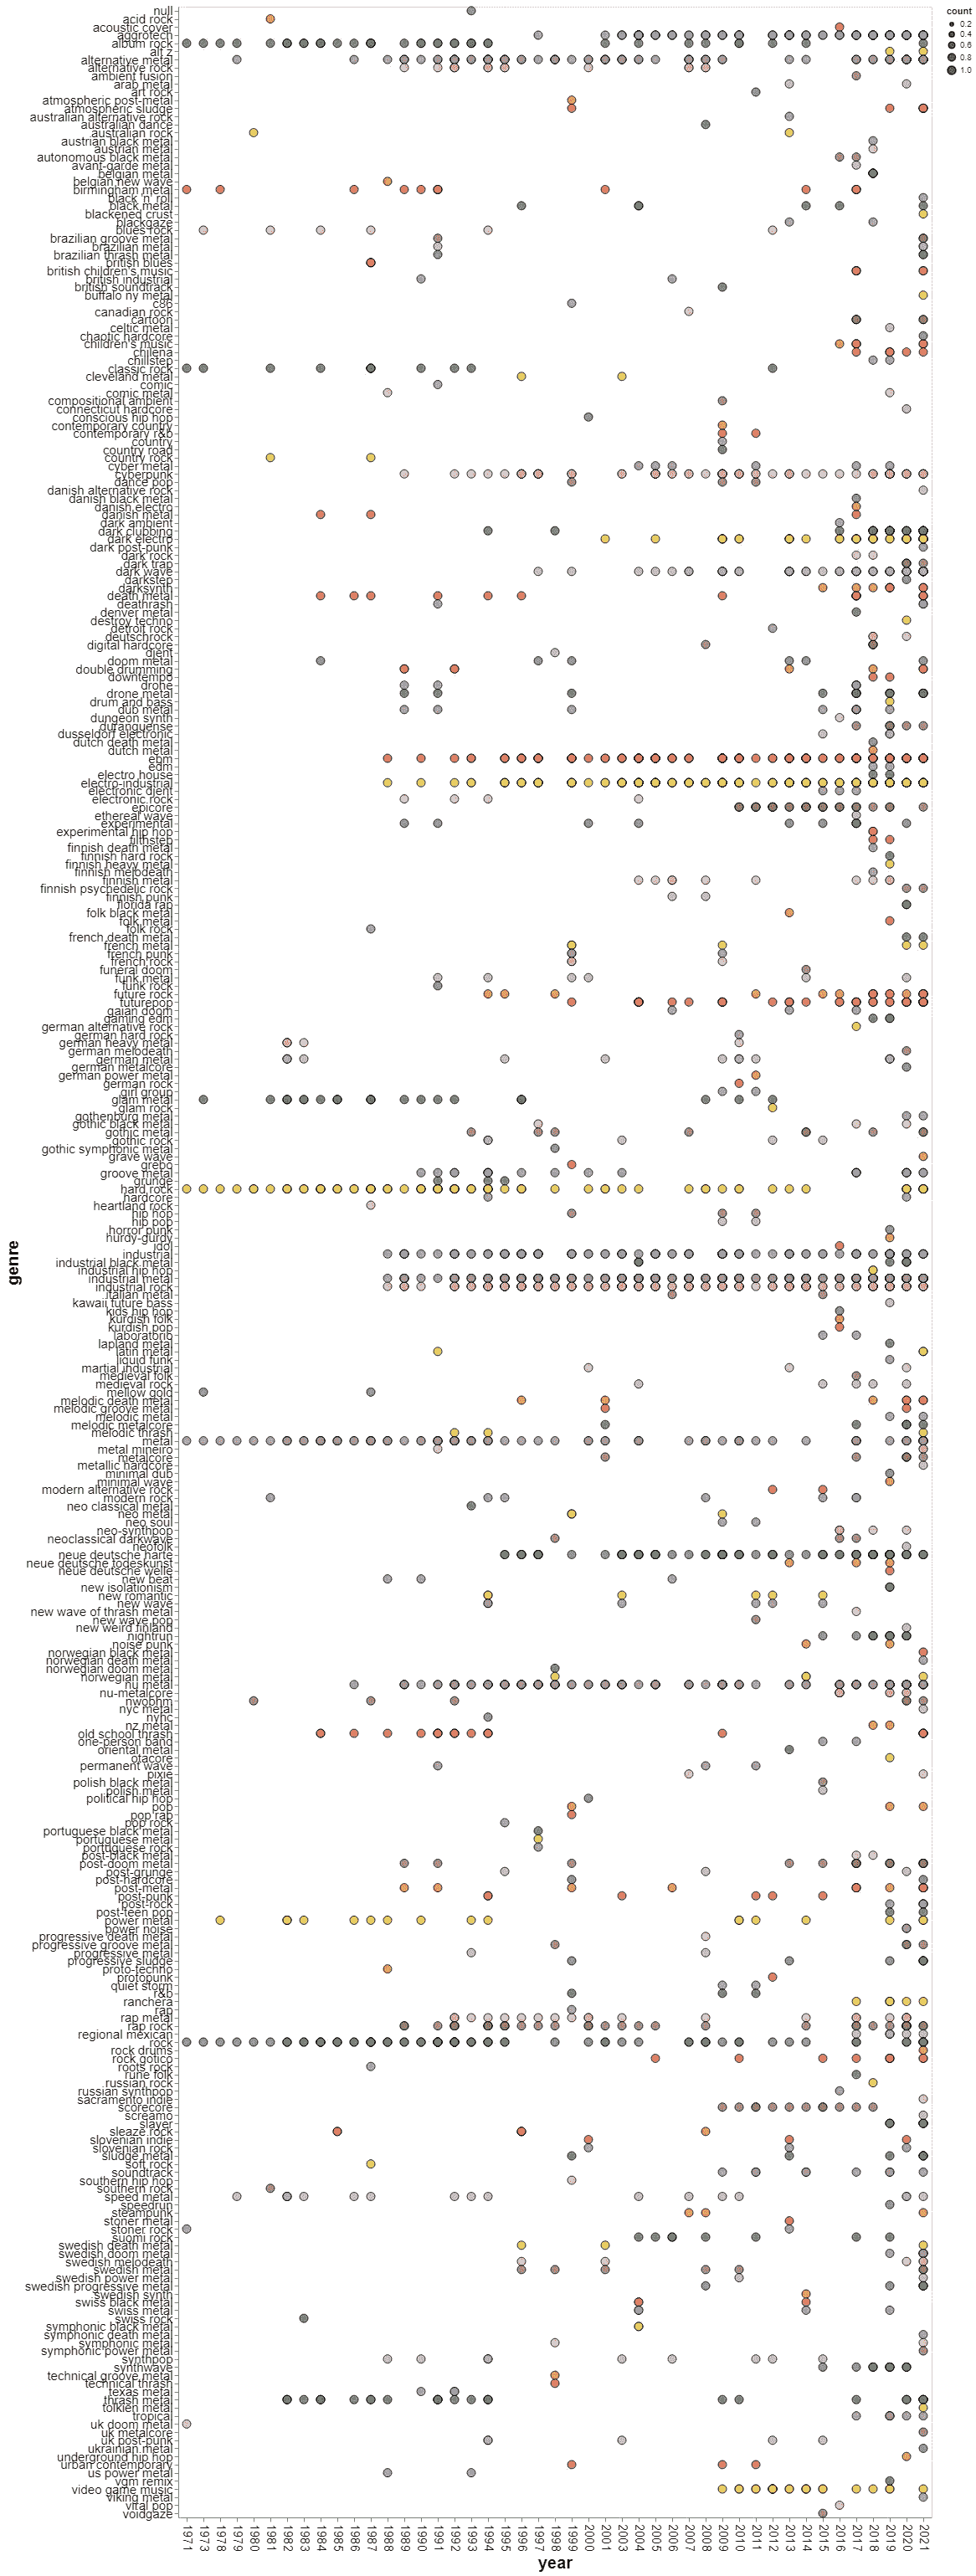 null
acid rock
acoustic cover
aggrotech
album rock
alt z
alternative metal
alternative rock
ambient fusion
arab metal
art rock
atmospheric post-metal
atmospheric sludge
australian alternative rock
australian dance
australian rock
austrian black metal
austrian metal
autonomous black metal
avant-garde metal
belgian metal
belgian new wave
birmingham metal
black 'n' roll
black metal
blackened crust
blackgaze
blues rock
brazilian groove metal
brazilian metal
brazilian thrash metal
british blues
british children's music
british industrial
british soundtrack
buffalo ny metal
c86
canadian rock
cartoon
celtic metal
chaotic hardcore
children's music
chilena
chillstep
classic rock
cleveland metal
comic
comic metal
compositional ambient
connecticut hardcore
conscious hip hop
contemporary country
contemporary r&b
country
country road
country rock
cyber metal
cyberpunk
dance pop
danish alternative rock
danish black metal
danish electro
danish metal
dark ambient
dark clubbing
dark electro
dark post-punk
dark rock
dark trap
dark wave
darkstep
darksynth
death metal
deathrash
denver metal
destroy techno
detroit rock
deutschrock
digital hardcore
djent
doom metal
double drumming
downtempo
drone
drone metal
drum and bass
dub metal
dungeon synth
duranguense
dusseldorf electronic
dutch death metal
dutch metal
ebm
edm
electro house
electro-industrial
electronic djent
electronic rock
epicore
ethereal wave
experimental
experimental hip hop
filthstep
finnish death metal
finnish hard rock
finnish heavy metal
finnish melodeath
finnish metal
finnish psychedelic rock
finnish punk
florida rap
folk black metal
folk metal
folk rock
french death metal
french metal
french punk
french rock
funeral doom
funk metal
funk rock
future rock
futurepop
gaian doom
gaming edm
german alternative rock
german hard rock
german heavy metal
german melodeath
german metal
german metalcore
german power metal
german rock
girl group
glam metal
glam rock
gothenburg metal
gothic black metal
gothic metal
gothic rock
gothic symphonic metal
grave wave
grebo
groove metal
grunge
hard rock
hardcore
heartland rock
hip hop
hip pop
horror punk
hurdy-gurdy
idol
industrial
industrial black metal
industrial hip hop
industrial metal
industrial rock
italian metal
kawaii future bass
kids hip hop
kurdish folk
kurdish pop
laboratorio
lapland metal
latin metal
liquid funk
martial industrial
medieval folk
medieval rock
mellow gold
melodic death metal
melodic groove metal
melodic metal
melodic metalcore
melodic thrash
metal
metal mineiro
metalcore
metallic hardcore
minimal dub
minimal wave
modern alternative rock
modern rock
neo classical metal
neo metal
neo soul
neo-synthpop
neoclassical darkwave
neofolk
neue deutsche harte
neue deutsche todeskunst
neue deutsche welle
new beat
new isolationism
new romantic
new wave
new wave of thrash metal
new wave pop
new weird finland
nightrun
noise punk
norwegian black metal
norwegian death metal
norwegian doom metal
norwegian metal
nu metal
nu-metalcore
nwobhm
nyc metal
nyhc
nz metal
old school thrash
one-person band
oriental metal
otacore
permanent wave
pixie
polish black metal
polish metal
political hip hop
pop
pop rap
pop rock
portuguese black metal
portuguese metal
portuguese rock
post-black metal
post-doom metal
post-grunge
post-hardcore
post-metal
post-punk
post-rock
post-teen pop
power metal
power noise
progressive death metal
progressive groove metal
progressive metal
progressive sludge
proto-techno
protopunk
quiet storm
r&b
ranchera
rap
rap metal
rap rock
regional mexican
rock
rock drums
rock gotico
roots rock
rune folk
russian rock
russian synthpop
sacramento indie
scorecore
screamo
slayer
sleaze rock
slovenian indie
slovenian rock
sludge metal
soft rock
soundtrack
southern hip hop
southern rock
speed metal
speedrun
steampunk
stoner metal
stoner rock
suomi rock
swedish death metal
swedish doom metal
swedish melodeath
swedish metal
swedish power metal
swedish progressive metal
swedish synth
swiss black metal
swiss metal
swiss rock
symphonic black metal
symphonic death metal
symphonic metal
symphonic power metal
synthpop
synthwave
technical groove metal
technical thrash
texas metal
thrash metal
tolkien metal
tropical
uk doom metal
uk metalcore
uk post-punk
ukrainian metal
underground hip hop
urban contemporary
us power metal
vgm remix
video game music
viking metal
viral pop
voidgaze
genre
1971 1973 1978 1979 1980 1981 1982 1983 1984 1985 1986 1987 1988 1989 1990 1991 1992 1993 1994 1995 1996 1997 1998 1999 2000 2001 2003 2004 2005 2006 2007 2008 2009 2010 2011 2012 2013 2014 2015 2016 2017 2018 2019 2020 2021
year
count
0.2
0.4
0.6
0.8
1.0